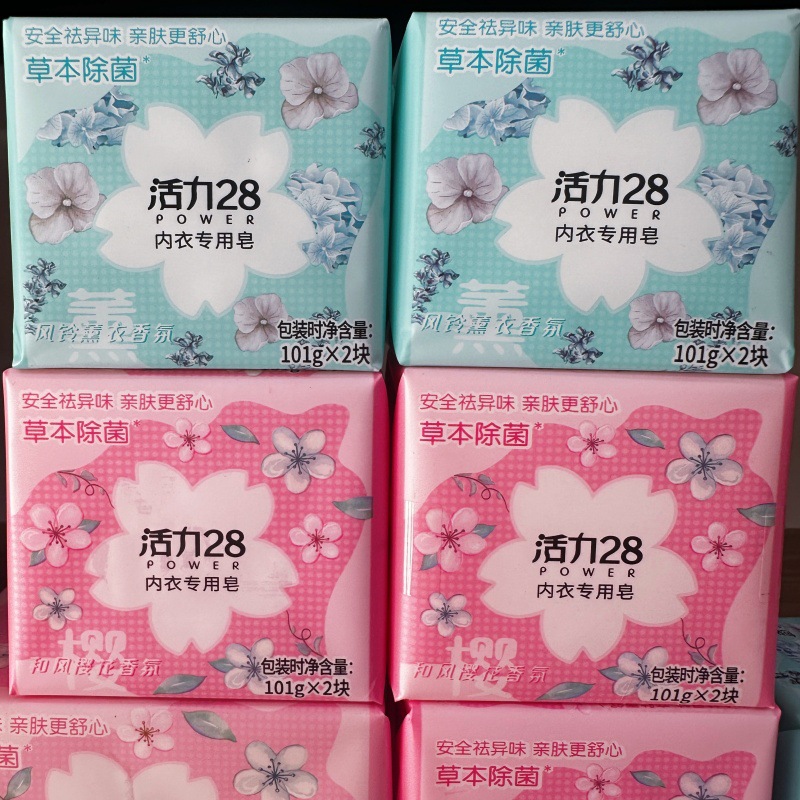 安全祛异味 亲肤更舒心
草本除菌*
活力28
POWER
内衣专用皂
薰
风铃薰衣香氛
包装时净含量:
101g×2块
安全祛异味 亲肤更舒心
草本除菌*
活力28
POWER
内衣专用皂
薰
风铃薰衣香氛
包装时净含量:
101g×2块
安全祛异味 亲肤更舒心
草本除菌*
活力28
POWER
内衣专用皂
樱
和风樱花香氛
包装时净含量:
101g×2块
安全祛异味 亲肤更舒心
草本除菌*
活力28
POWER
内衣专用皂
樱
和风樱花香氛
包装时净含量:
101g×2块
味 亲肤更舒心
菌*
安全祛异味 亲肤更舒心
草本除菌*